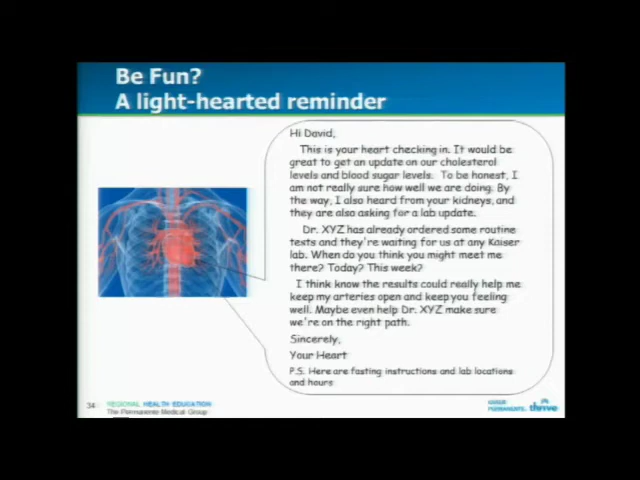 Be Fun?
A light-hearted reminder
Hi David,
This is your heart checking in. It would be
great to get an update on our cholesterol
levels and blood sugar levels. To be honest, I
am not really sure how well we are doing. By
the way, I also heard from your kidneys, and
they are also asking for a lab update.
Dr. XYZ has already ordered some routine
tests and they're waiting for us at any Kaiser
lab. When do you think you might meet me
there? Today? This week?
I think know the results could really help me
keep my arteries open and keep you feeling
well. Maybe even help Dr. XYZ make sure
we're on the right path.
Sincerely,
Your Heart
P.S. Here are fasting instructions and lab locations
and hours
34
REGIONAL HEALTH EDUCATION
The Permanente Medical Group
KAISER
PERMANENTE.
thrive